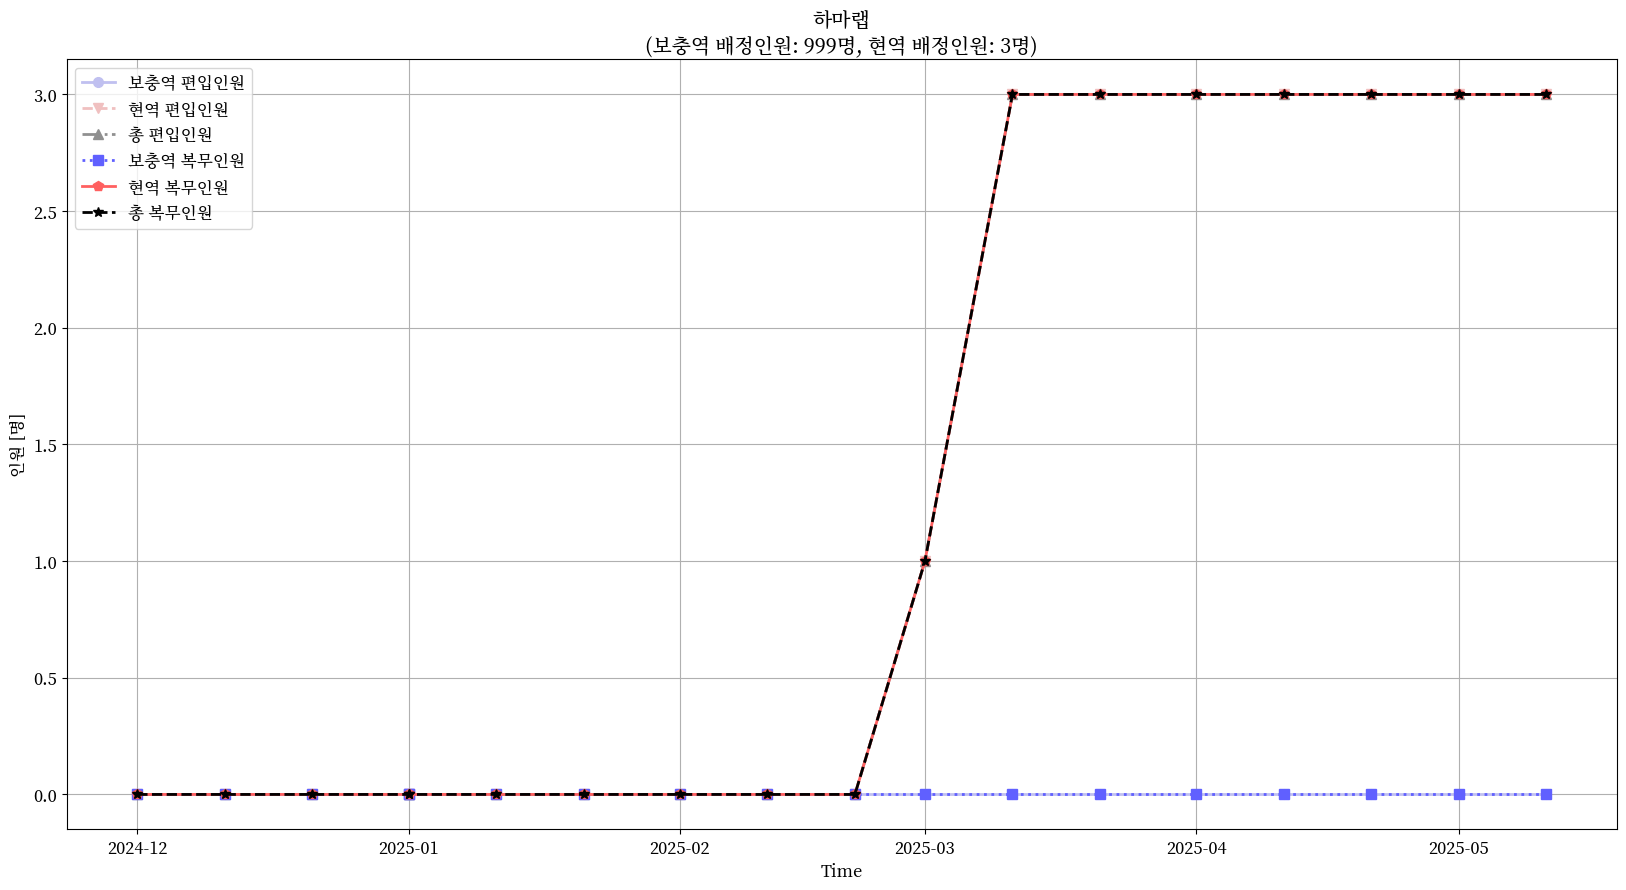 하마랩
(보충역 배정인원: 999명, 현역 배정인원: 3명)
보충역 편입인원
현역 편입인원
총 편입인원
보충역 복무인원
현역 복무인원
총 복무인원
3.0
2.5
2.0
1.5
1.0
0.5
0.0
인원 [명]
2024-12
2025-01
2025-02
2025-03
2025-04
2025-05
Time